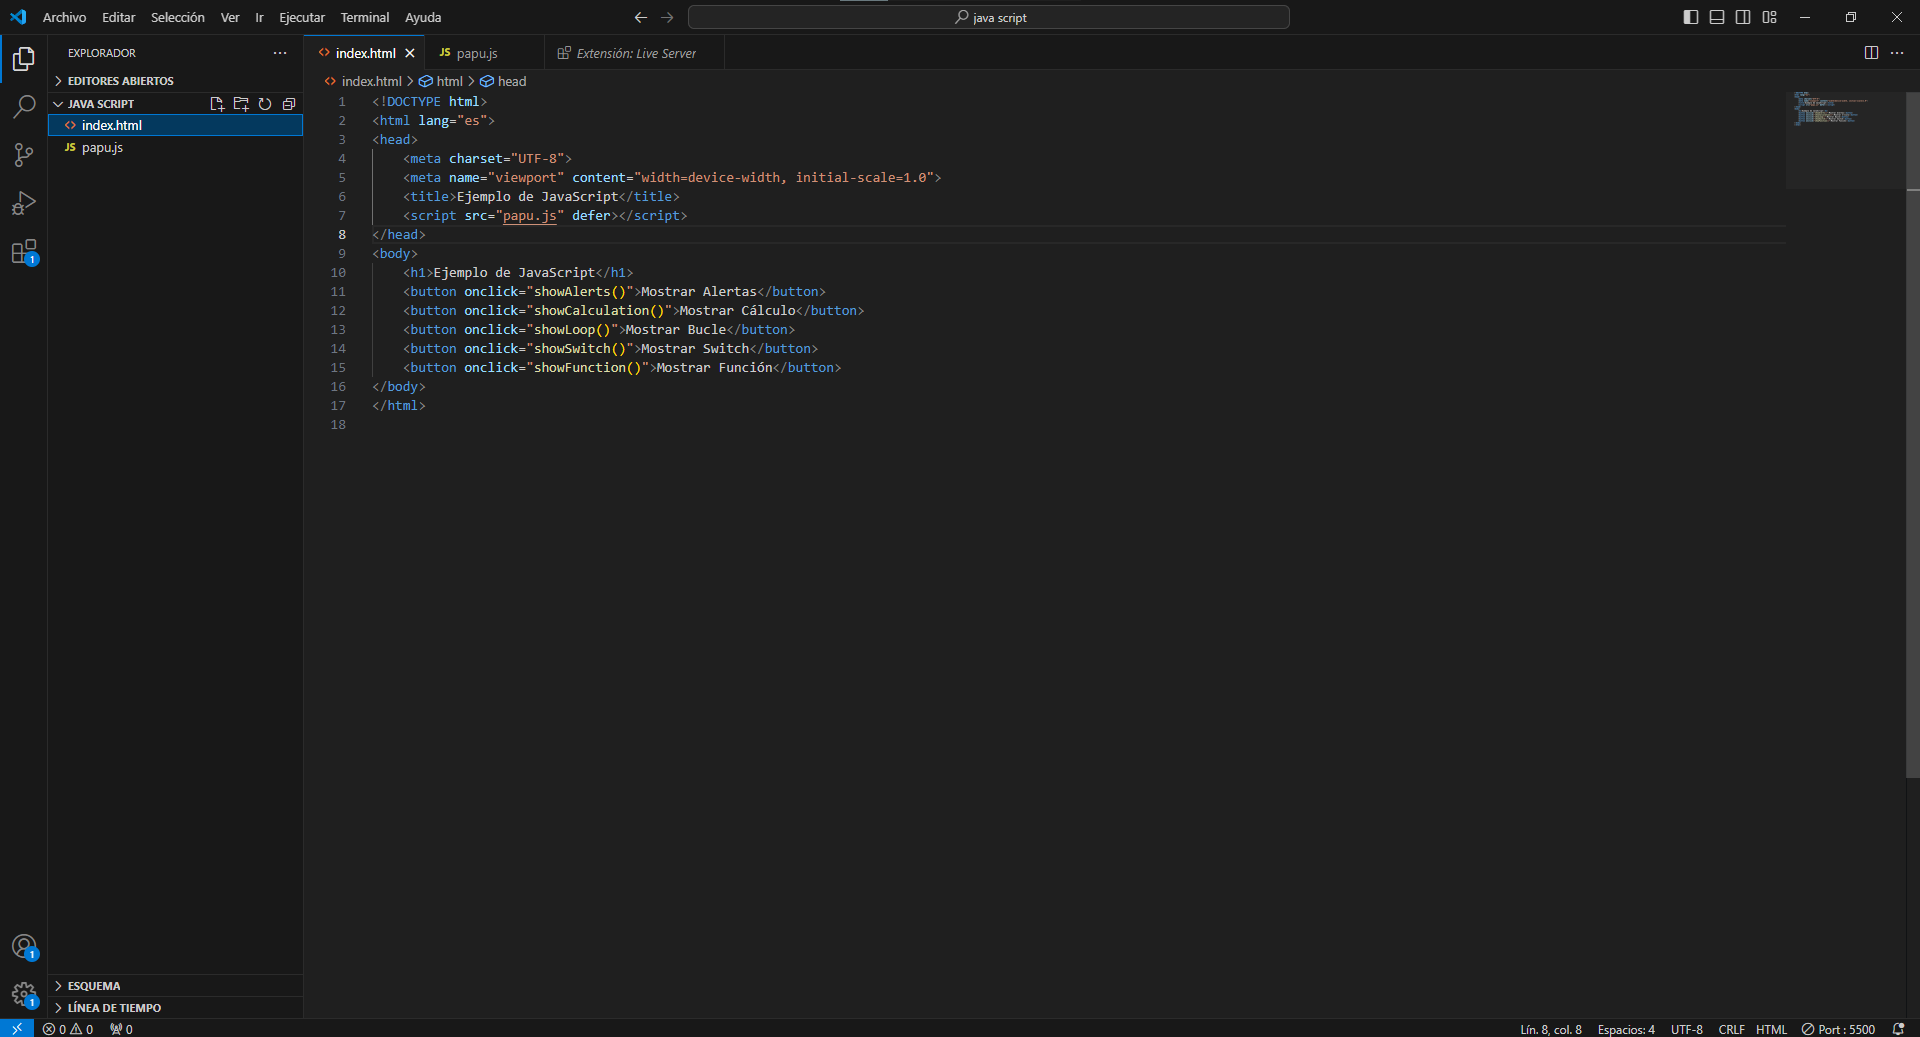 Archivo Editar Selección Ver Ir Ejecutar Terminal Ayuda
java script
EXPLORADOR
EDITORES ABIERTOS
JAVA SCRIPT
index.html
JS papu.js
1
1
1
ESQUEMA
LÍNEA DE TIEMPO
index.html JS papu.js Extensión: Live Server
index.html > html > head
1 <!DOCTYPE html>
2 <html lang="es">
3 <head>
4 <meta charset="UTF-8">
5 <meta name="viewport" content="width=device-width, initial-scale=1.0">
6 <title>Ejemplo de JavaScript</title>
7 <script src="papu.js" defer></script>
8 </head>
9 <body>
10 <h1>Ejemplo de JavaScript</h1>
11 <button onclick="showAlerts()">Mostrar Alertas</button>
12 <button onclick="showCalculation()">Mostrar Cálculo</button>
13 <button onclick="showLoop()">Mostrar Bucle</button>
14 <button onclick="showSwitch()">Mostrar Switch</button>
15 <button onclick="showFunction()">Mostrar Función</button>
16 </body>
17 </html>
18
0 0 0 Lín. 8, col. 8 Espacios: 4 UTF-8 CRLF HTML Port : 5500